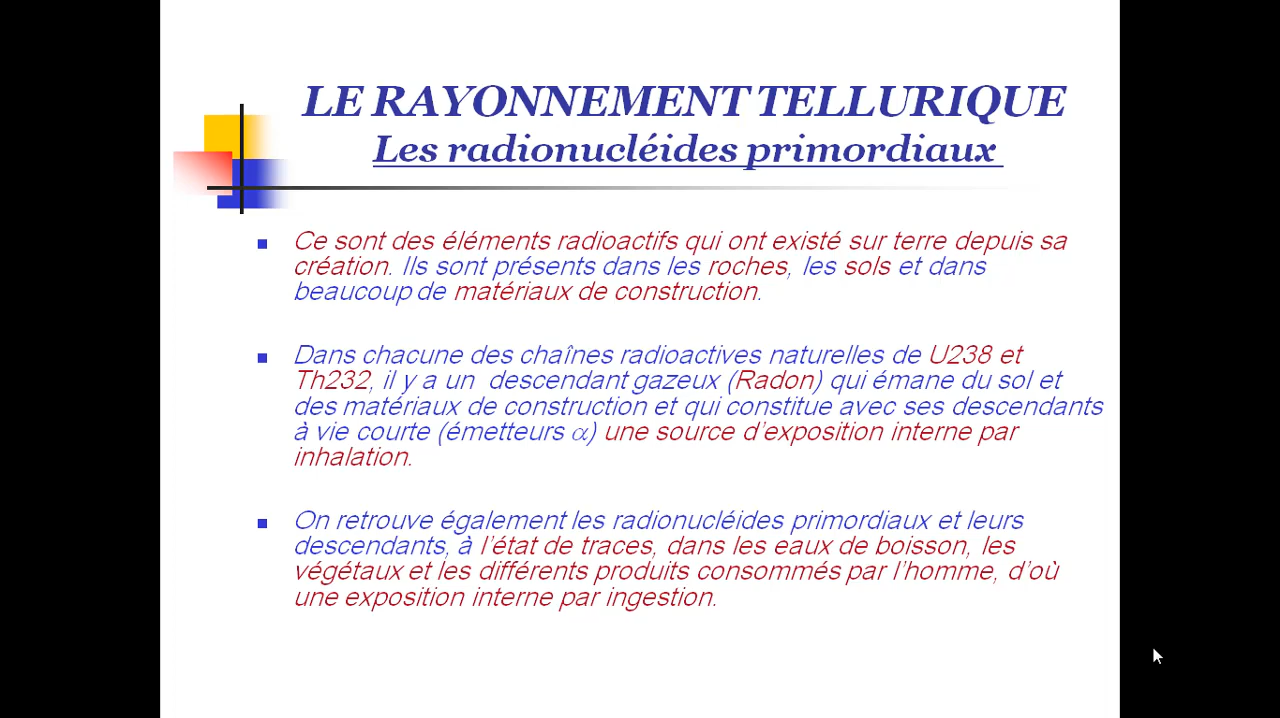 LE RAYONNEMENT TELLURIQUE
Les radionucléides primordiaux
Ce sont des éléments radioactifs qui ont existé sur terre depuis sa
création. Ils sont présents dans les roches, les sols et dans
beaucoup de matériaux de construction.
Dans chacune des chaînes radioactives naturelles de U238 et
Th232, il y a un descendant gazeux (Radon) qui émane du sol et
des matériaux de construction et qui constitue avec ses descendants
à vie courte (émetteurs α) une source d’exposition interne par
inhalation.
On retrouve également les radionucléides primordiaux et leurs
descendants, à l’état de traces, dans les eaux de boisson, les
végétaux et les différents produits consommés par l’homme, d’où
une exposition interne par ingestion.